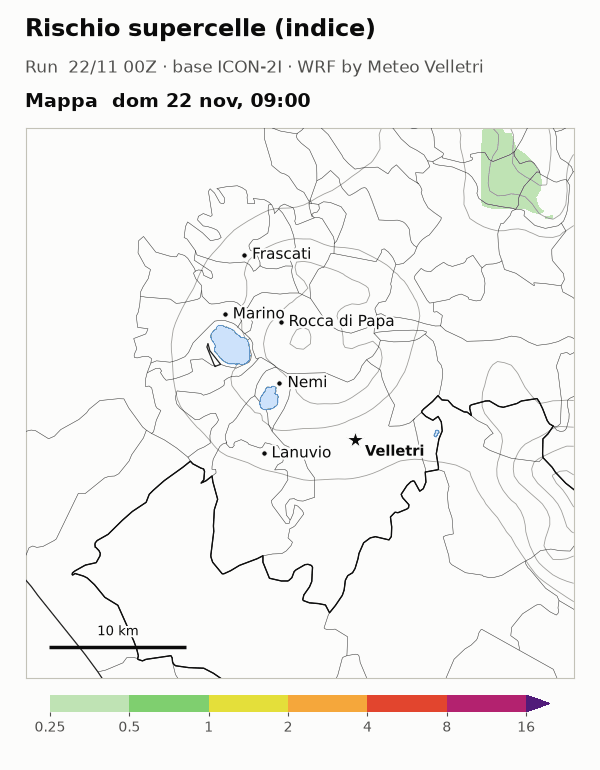 Rischio supercelle (indice)
Run  22/11 00Z · base ICON-2I · WRF by Meteo Velletri
Mappa  dom 22 nov, 09:00
Frascati
Marino
Rocca di Papa
Nemi
Velletri
Lanuvio
10 km
0.25 0.5 1 2 4 8 16